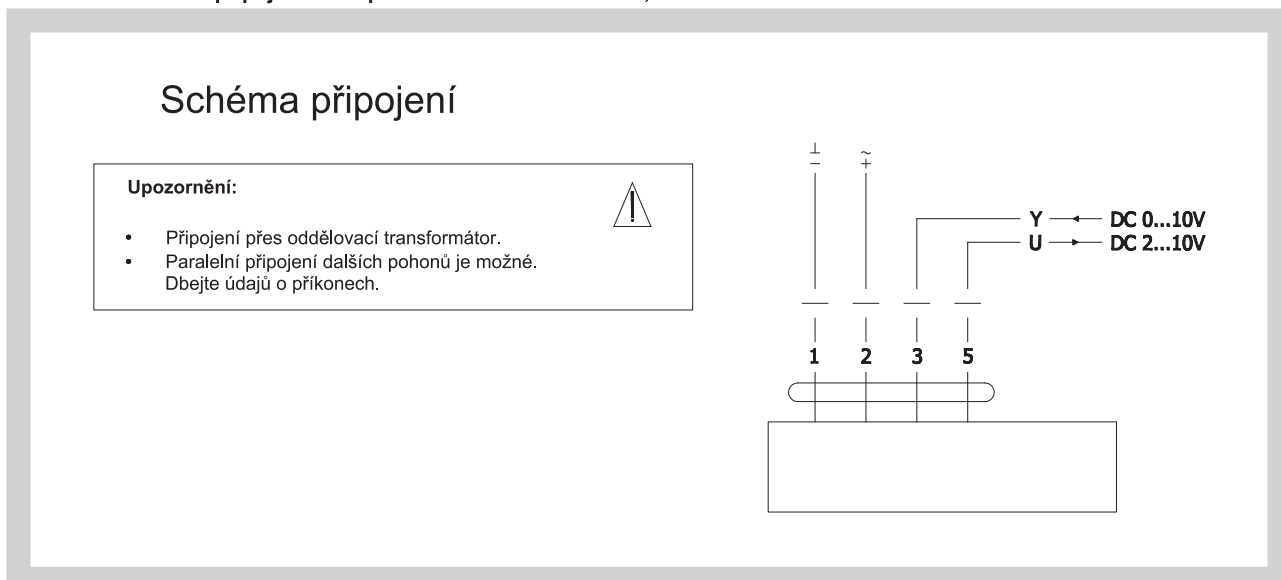 Schéma připojení
Upozornění:
• Připojení přes oddělovací transformátor.
• Paralelní připojení dalších pohonů je možné.
Dbejte údajů o příkonech.
⊥ ~
− +
Y DC 0...10V
U DC 2...10V
1 2 3 5